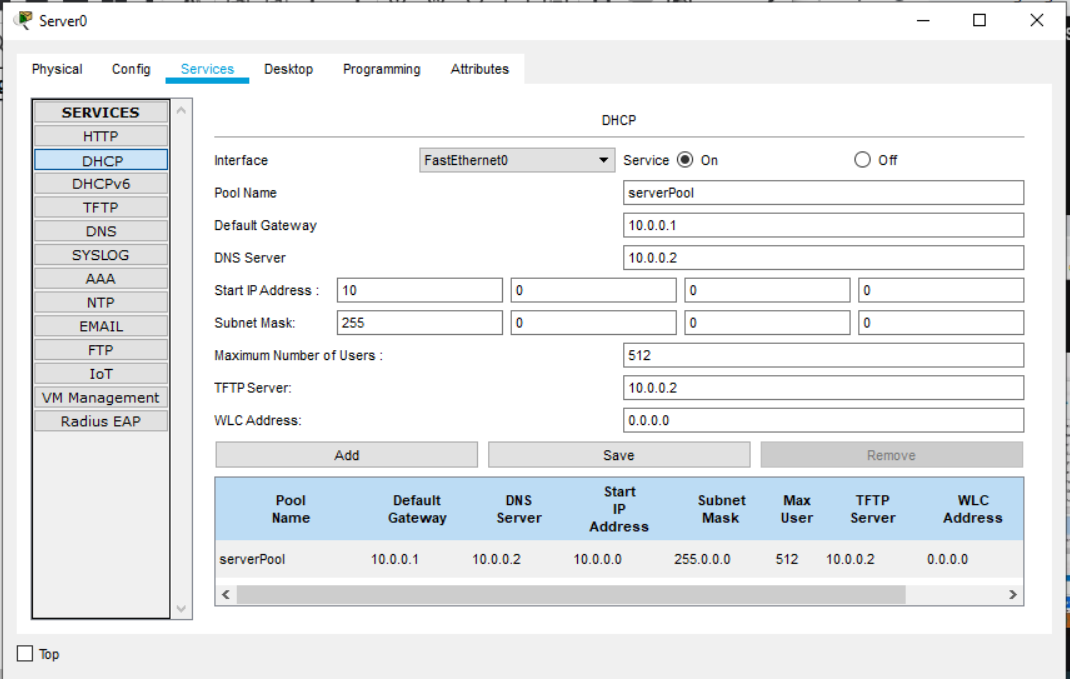 Server0
Physical Config Services Desktop Programming Attributes
SERVICES
HTTP
DHCP
DHCPv6
TFTP
DNS
SYSLOG
AAA
NTP
EMAIL
FTP
IoT
VM Management
Radius EAP
DHCP
Interface FastEthernet0 Service On Off
Pool Name serverPool
Default Gateway 10.0.0.1
DNS Server 10.0.0.2
Start IP Address : 10 0 0 0
Subnet Mask: 255 0 0 0
Maximum Number of Users : 512
TFTP Server: 10.0.0.2
WLC Address: 0.0.0.0
Add Save Remove
Pool Name Default Gateway DNS Server Start IP Address Subnet Mask Max User TFTP Server WLC Address
serverPool 10.0.0.1 10.0.0.2 10.0.0.0 255.0.0.0 512 10.0.0.2 0.0.0.0
Top